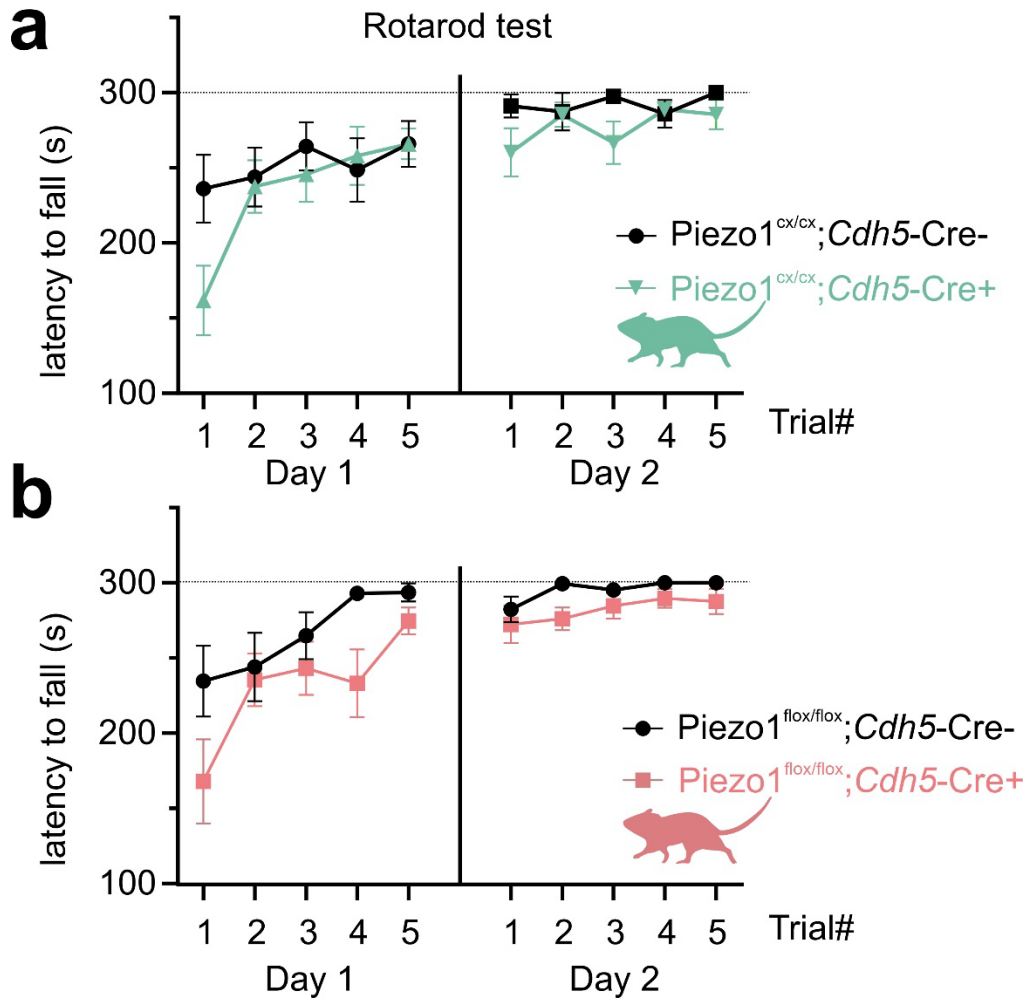 a
Rotarod test
latency to fall (s)
300
200
100
Piezo1cx/cx;Cdh5-Cre-
Piezo1cx/cx;Cdh5-Cre+
1 2 3 4 5 1 2 3 4 5 Trial#
Day 1 Day 2
b
latency to fall (s)
300
200
100
Piezo1flox/flox;Cdh5-Cre-
Piezo1flox/flox;Cdh5-Cre+
1 2 3 4 5 1 2 3 4 5 Trial#
Day 1 Day 2